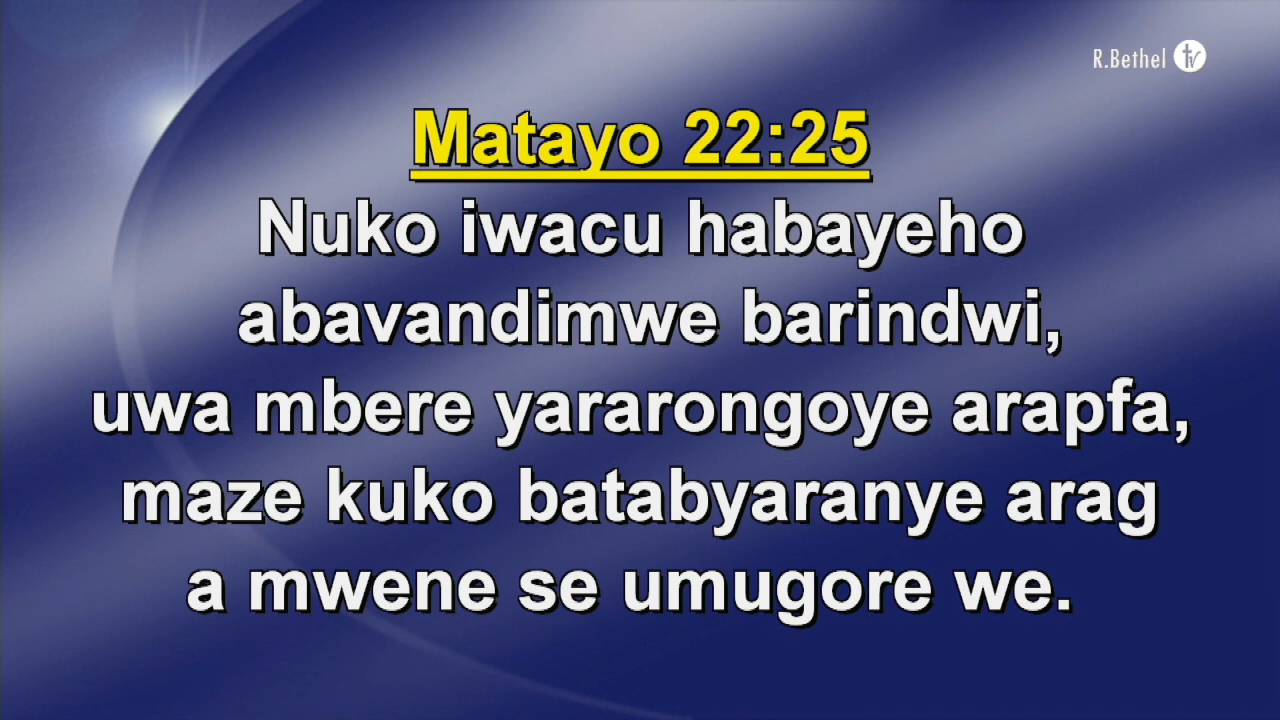 R.Bethel tv
Matayo 22:25
Nuko iwacu habayeho
abavandimwe barindwi,
uwa mbere yararongoye arapfa,
maze kuko batabyaranye arag
a mwene se umugore we.